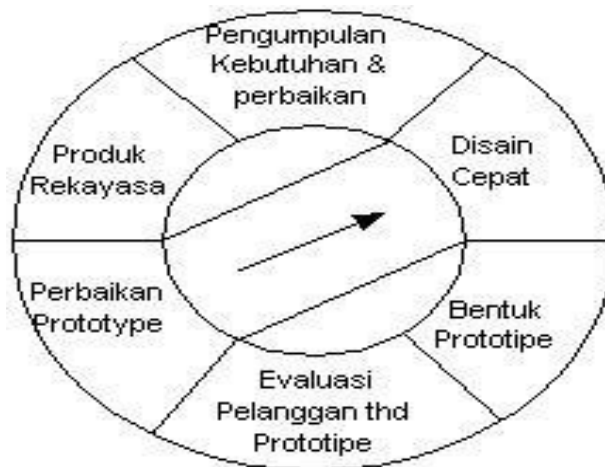 Pengumpulan
Kebutuhan &
perbaikan
Disain
Cepat
Bentuk
Prototipe
Evaluasi
Pelanggan thd
Prototipe
Perbaikan
Prototype
Produk
Rekayasa